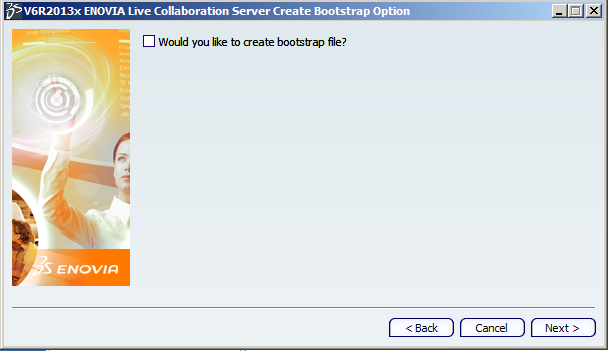 V6R2013x ENOVIA Live Collaboration Server Create Bootstrap Option
Would you like to create bootstrap file?
ENOVIA
< Back
Cancel
Next >